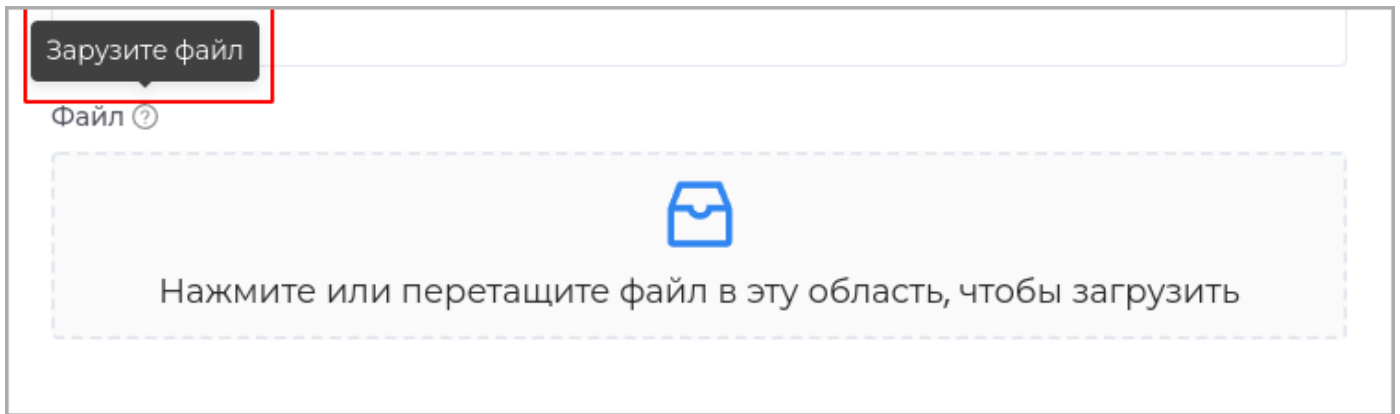 Зарузите файл
Файл
Нажмите или перетащите файл в эту область, чтобы загрузить